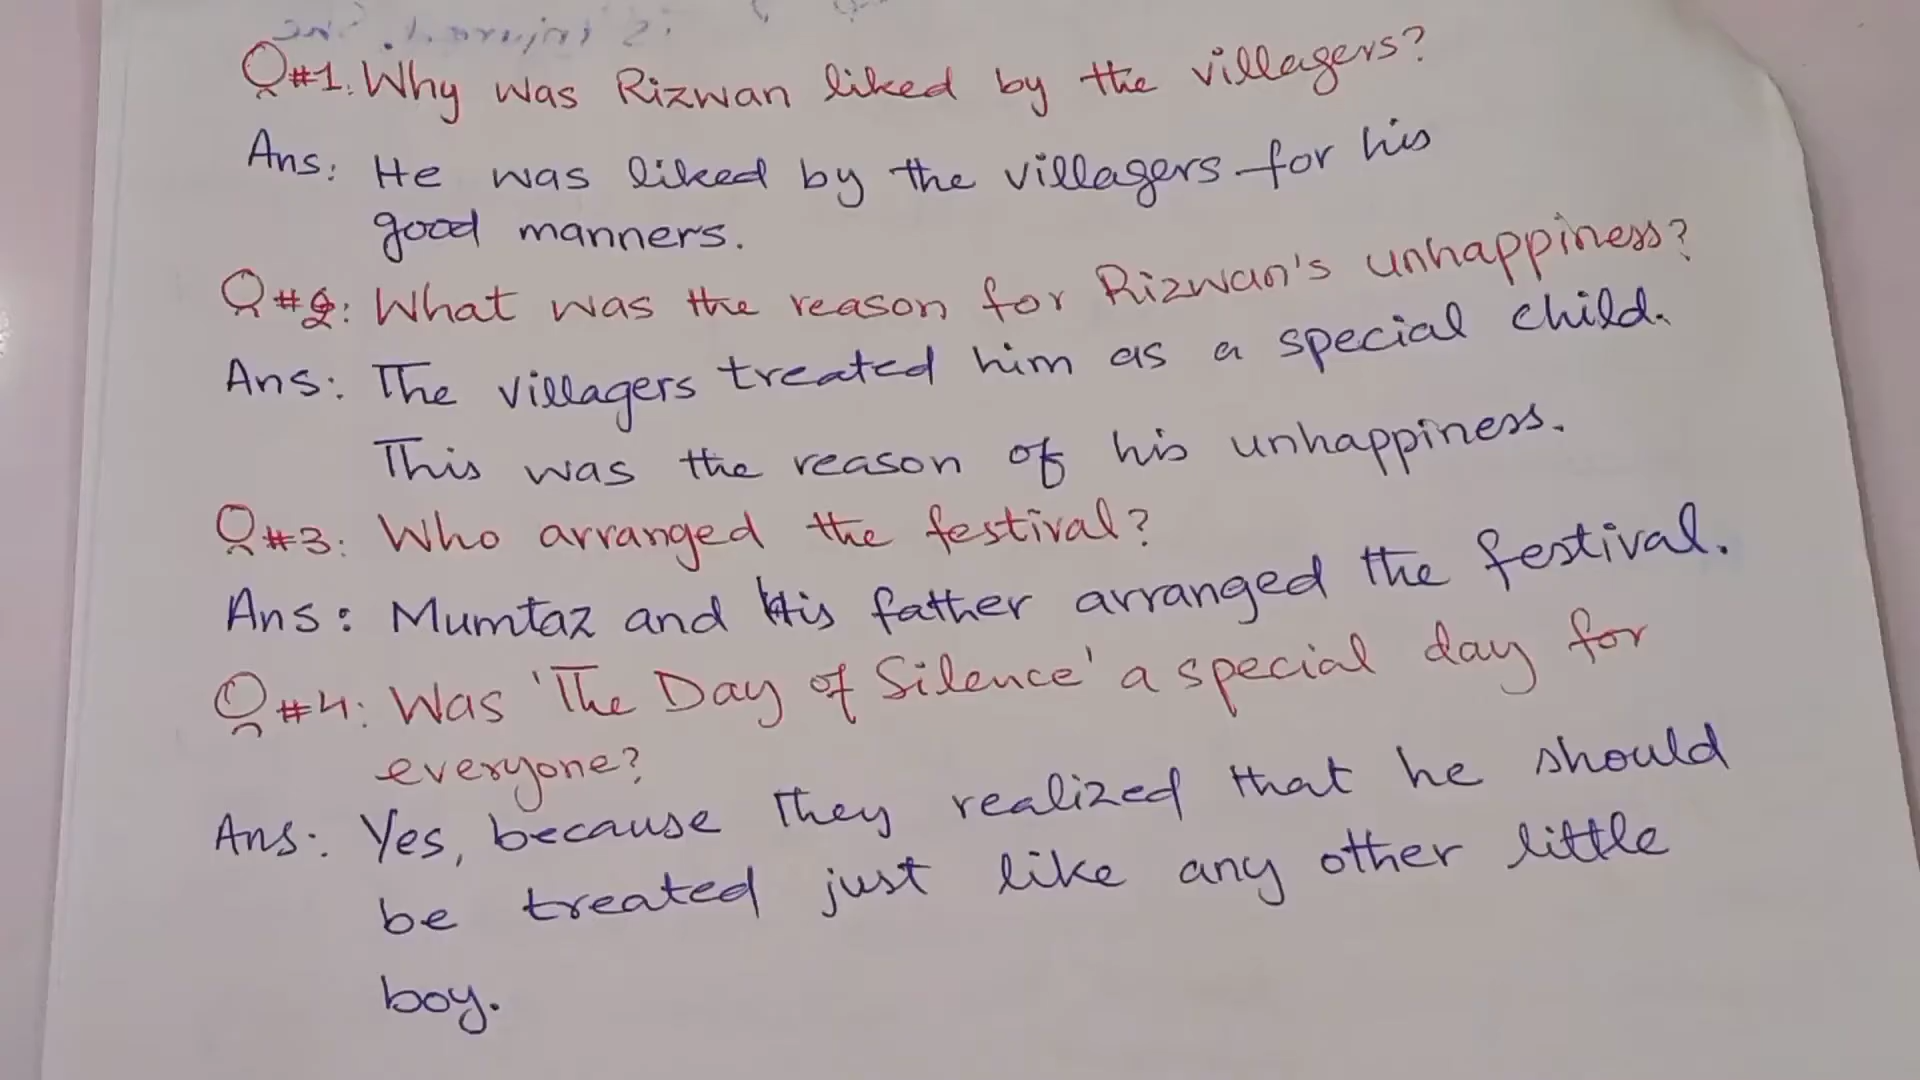 Q#1. Why was Rizwan liked by the villagers?
Ans: He was liked by the villagers for his
good manners.
Q#2: What was the reason for Rizwan's unhappiness?
Ans: The villagers treated him as a special child.
This was the reason of his unhappiness.
Q#3: Who arranged the festival?
Ans: Mumtaz and His father arranged the festival.
Q#4: Was 'The Day of Silence' a special day for
everyone?
Ans: Yes, because they realized that he should
be treated just like any other little
boy.